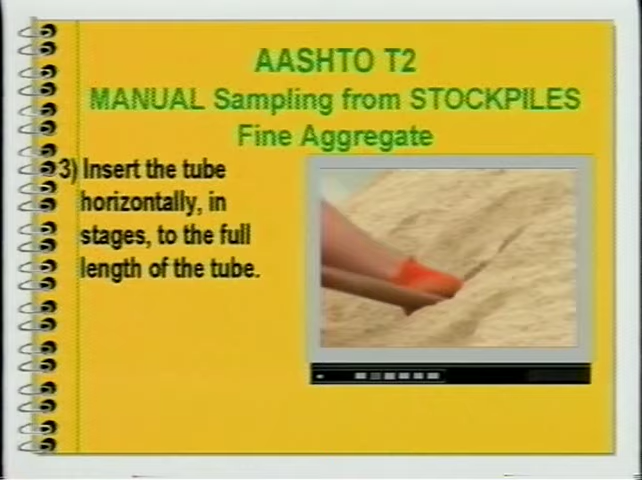 AASHTO T2
MANUAL Sampling from STOCKPILES
Fine Aggregate
3) Insert the tube
horizontally, in
stages, to the full
length of the tube.